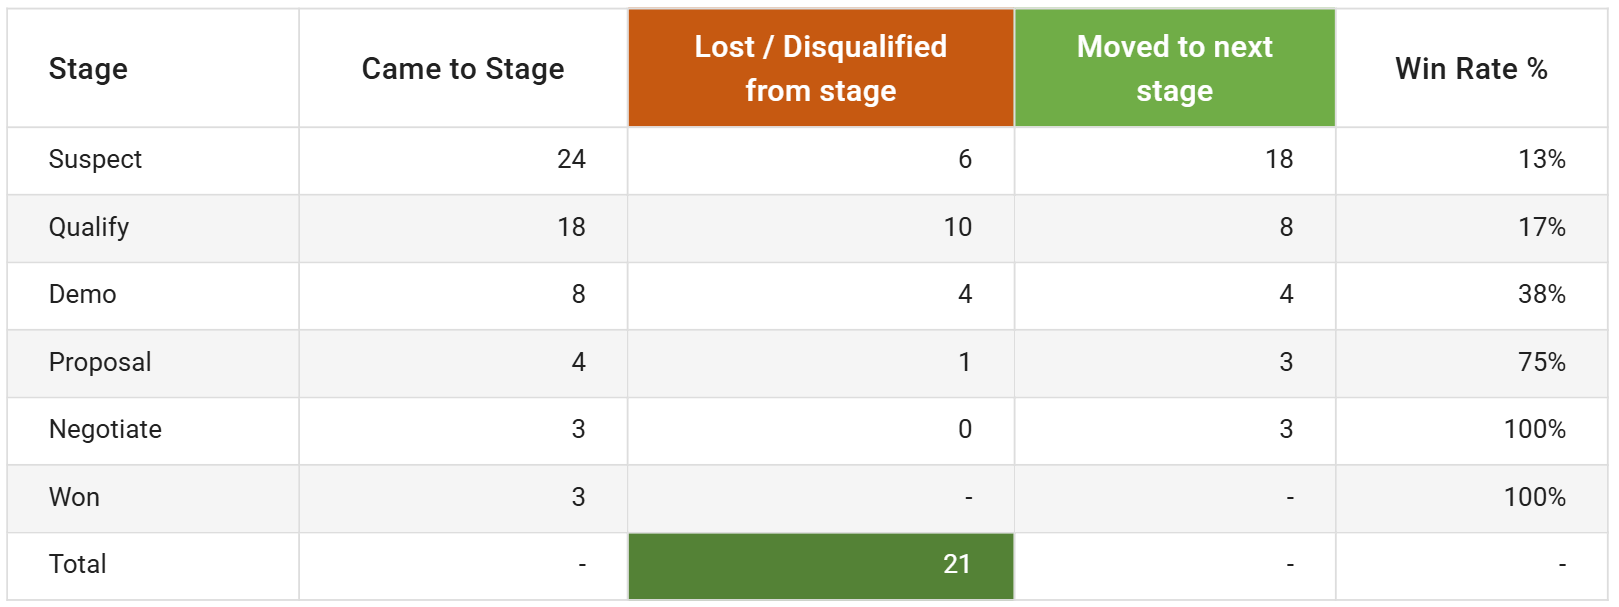 Stage Came to Stage Lost / Disqualified from stage Moved to next stage Win Rate %
Suspect 24 6 18 13%
Qualify 18 10 8 17%
Demo 8 4 4 38%
Proposal 4 1 3 75%
Negotiate 3 0 3 100%
Won 3 - - 100%
Total - 21 - -